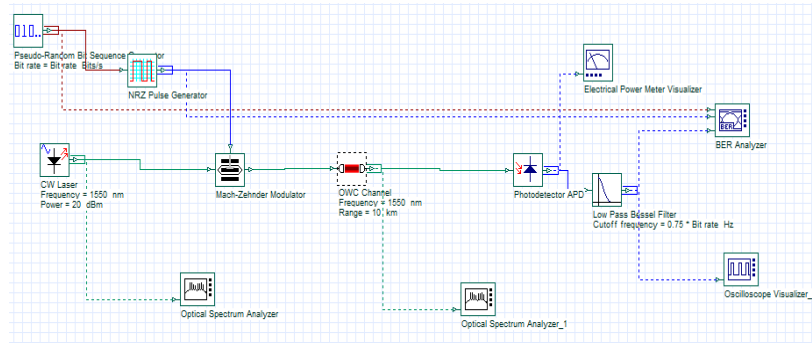 Pseudo-Random Bit Sequence Generator
Bit rate = Bit rate Bits/s
NRZ Pulse Generator
Electrical Power Meter Visualizer
BER
BER Analyzer
CW Laser
Frequency = 1550 nm
Power = 20 dBm
Mach-Zehnder Modulator
OWC Channel
Frequency = 1550 nm
Range = 10 km
Photodetector APD
Low Pass Bessel Filter
Cutoff frequency = 0.75 * Bit rate Hz
Optical Spectrum Analyzer
Optical Spectrum Analyzer_1
Oscilloscope Visualizer_